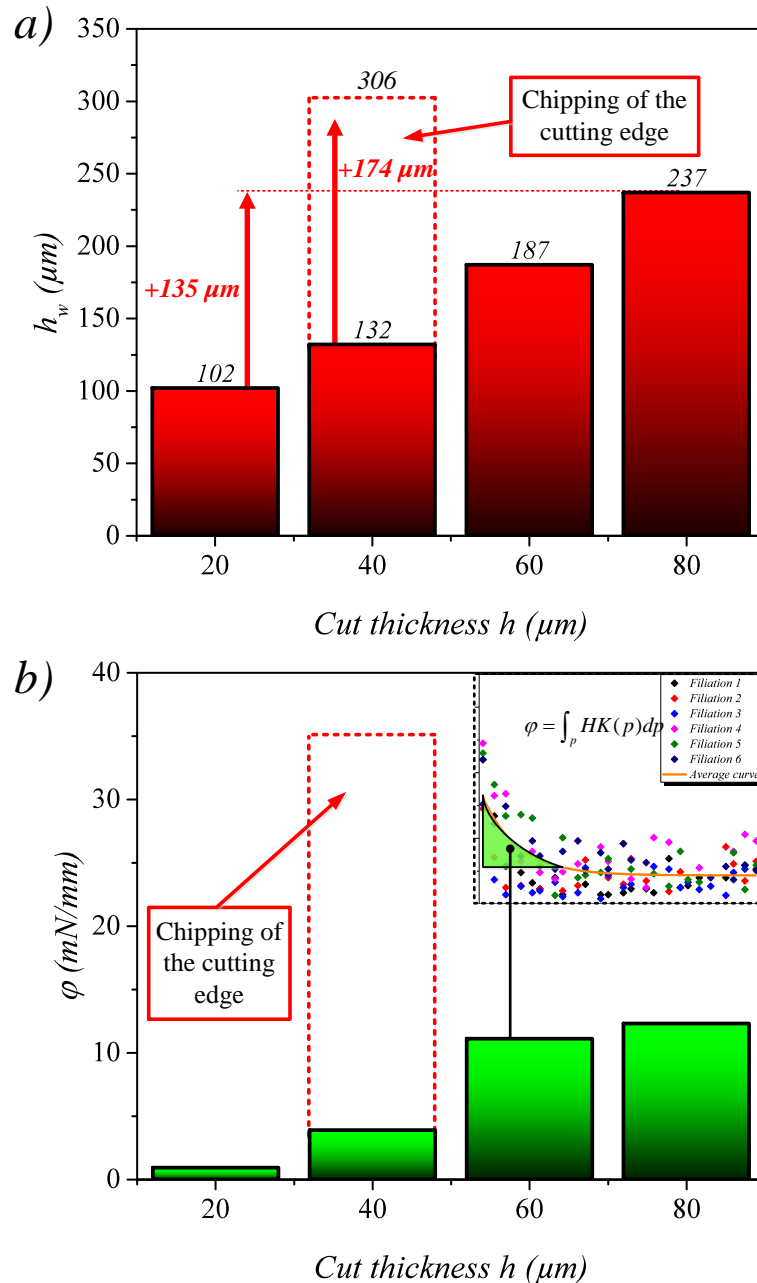 a)
350
300
250
200
150
100
50
0
h_w (µm)
306
Chipping of the
cutting edge
+174 µm
237
+135 µm
187
132
102
20 40 60 80
Cut thickness h (µm)
b)
40
30
20
10
0
φ (mN/mm)
φ = ∫_p HK(p)dp
Filiation 1
Filiation 2
Filiation 3
Filiation 4
Filiation 5
Filiation 6
Average curve
Chipping of
the cutting
edge
20 40 60 80
Cut thickness h (µm)